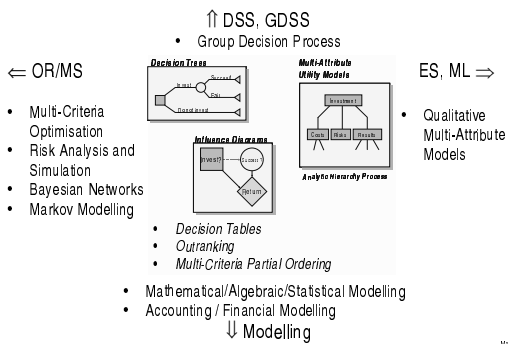 ⇑ DSS, GDSS
• Group Decision Process
⇐ OR/MS
• Multi-Criteria
Optimisation
• Risk Analysis and
Simulation
• Bayesian Networks
• Markov Modelling
Decision Trees
Invest
Succeed
Fail
Do not invest
Multi-Attribute
Utility Models
Investment
Costs Risks Results
Analytic Hierarchy Process
Influence Diagrams
Invest?
Success?
Return
ES, ML ⇒
• Qualitative
Multi-Attribute
Models
• Decision Tables
• Outranking
• Multi-Criteria Partial Ordering
• Mathematical/Algebraic/Statistical Modelling
• Accounting / Financial Modelling
⇓ Modelling